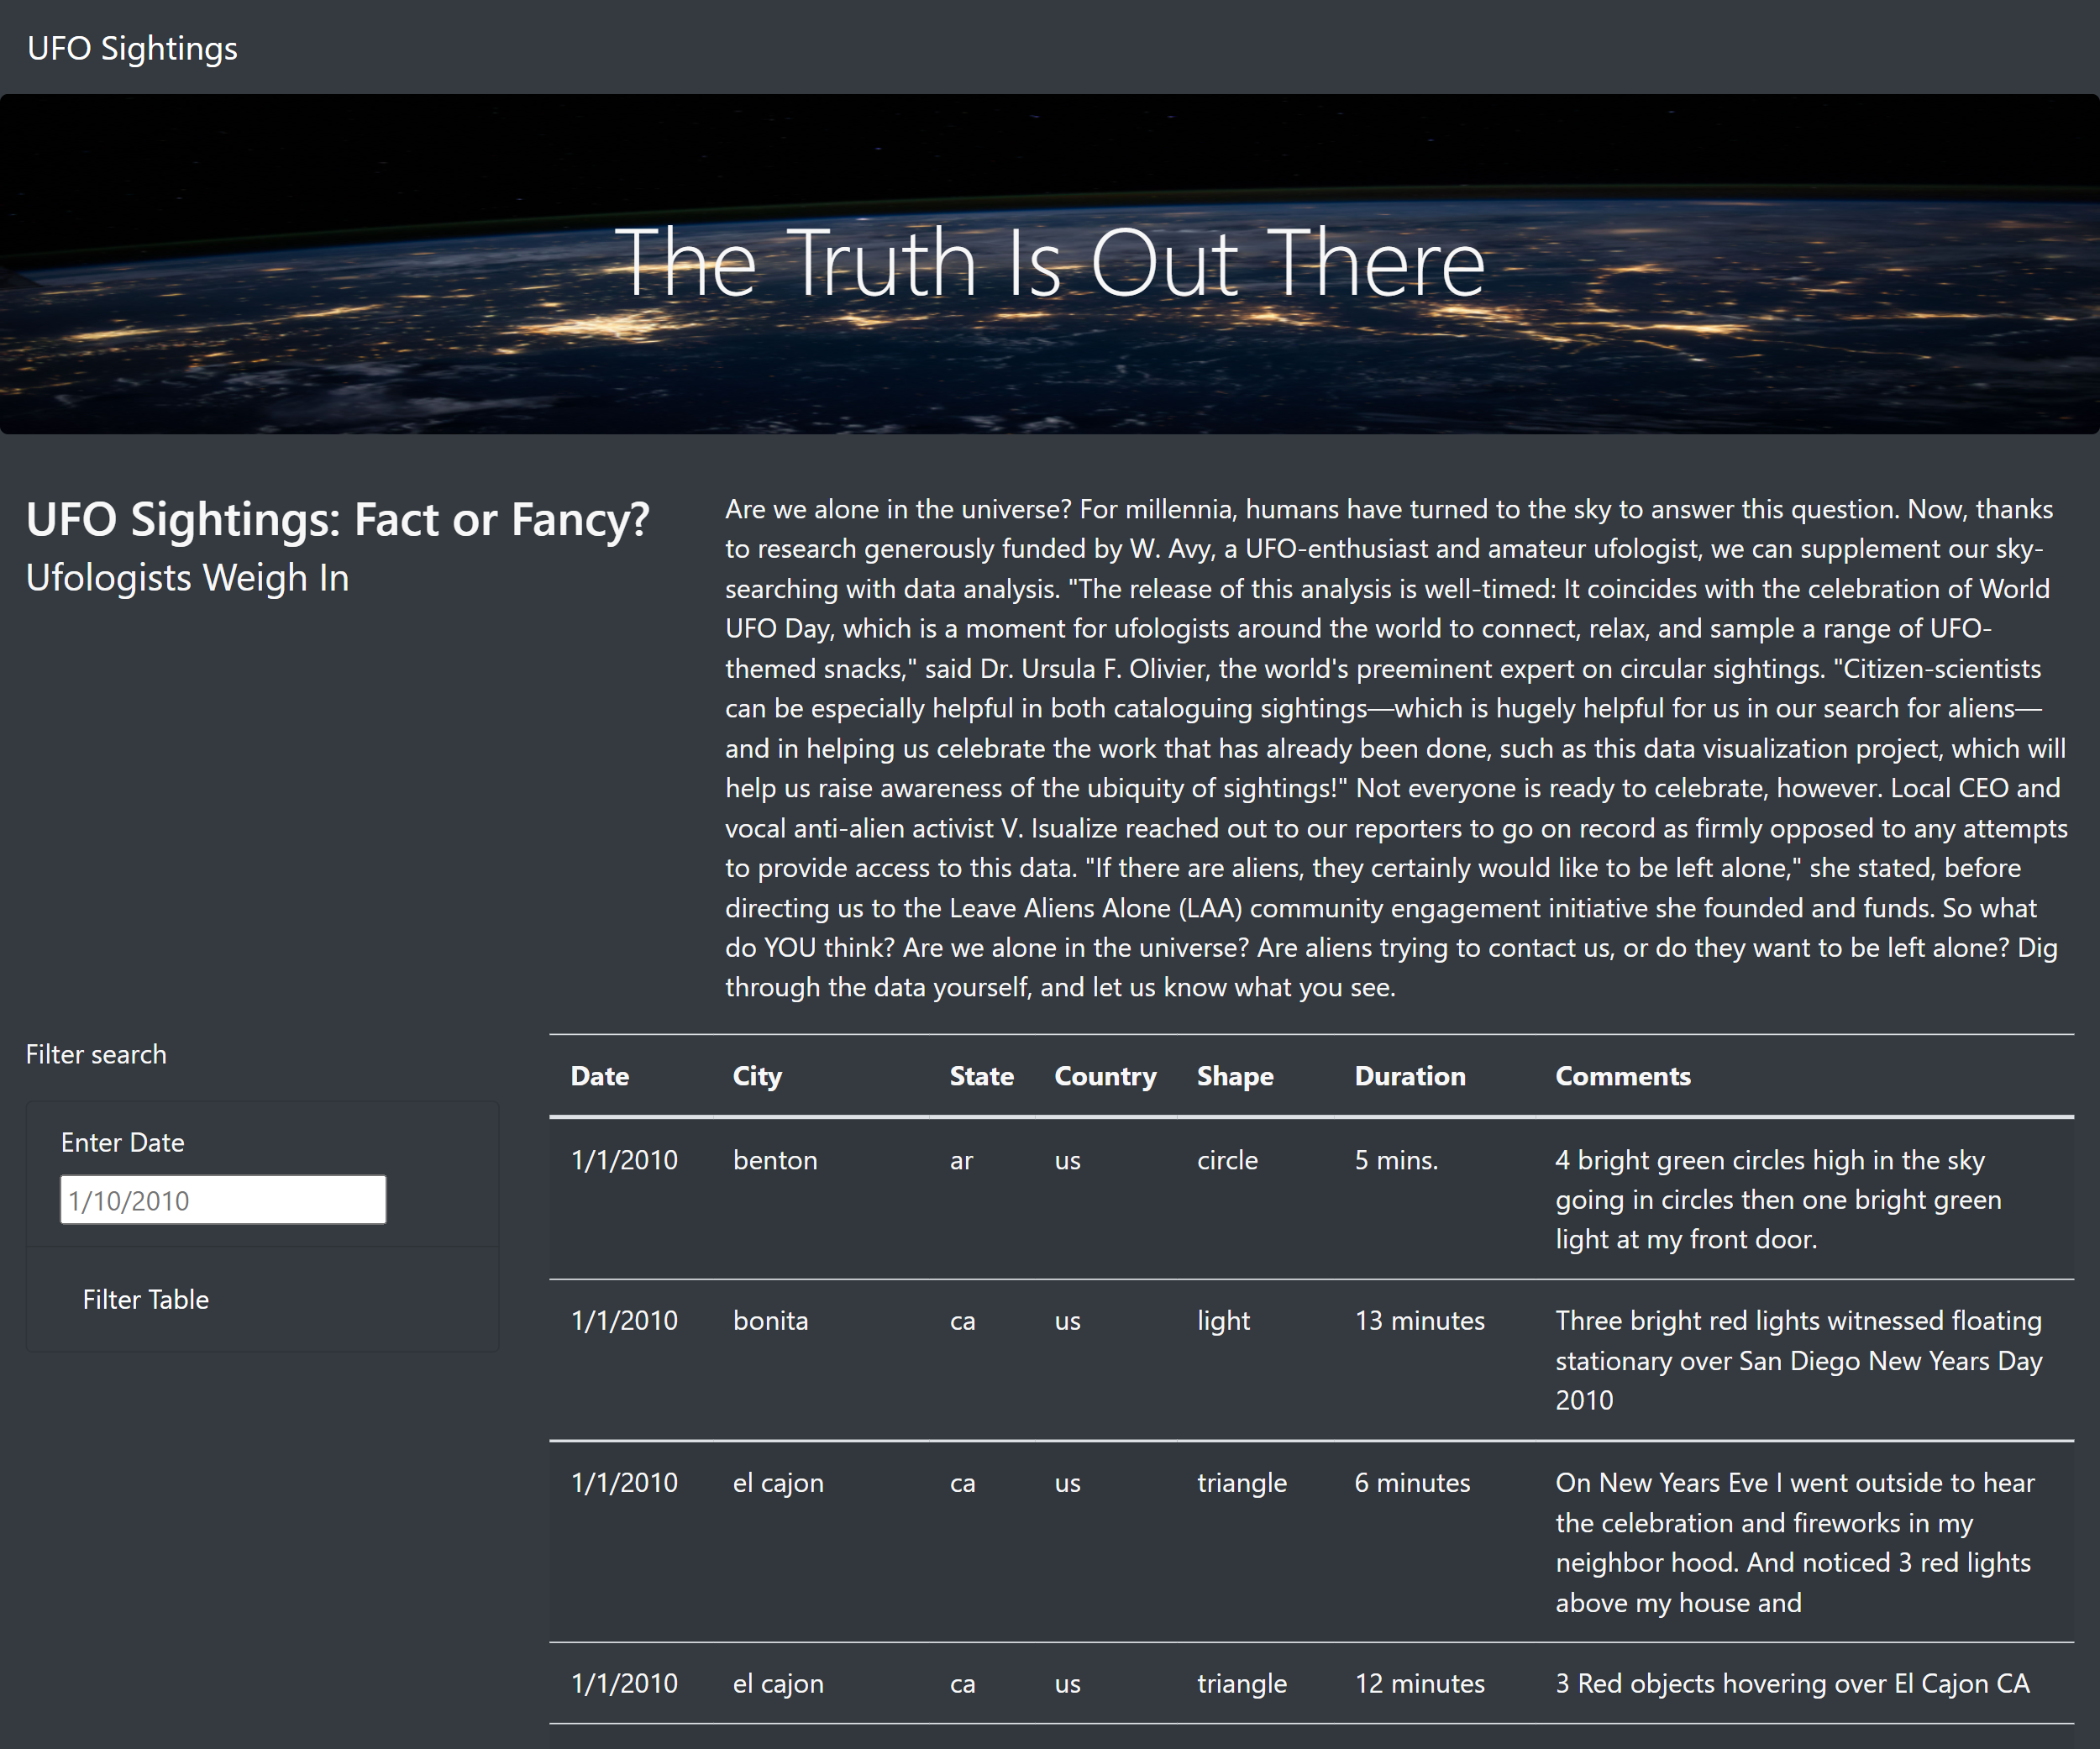 UFO Sightings
The Truth Is Out There
UFO Sightings: Fact or Fancy?
Ufologists Weigh In
Are we alone in the universe? For millennia, humans have turned to the sky to answer this question. Now, thanks
to research generously funded by W. Avy, a UFO-enthusiast and amateur ufologist, we can supplement our sky-
searching with data analysis. "The release of this analysis is well-timed: It coincides with the celebration of World
UFO Day, which is a moment for ufologists around the world to connect, relax, and sample a range of UFO-
themed snacks," said Dr. Ursula F. Olivier, the world's preeminent expert on circular sightings. "Citizen-scientists
can be especially helpful in both cataloguing sightings—which is hugely helpful for us in our search for aliens—
and in helping us celebrate the work that has already been done, such as this data visualization project, which will
help us raise awareness of the ubiquity of sightings!" Not everyone is ready to celebrate, however. Local CEO and
vocal anti-alien activist V. Isualize reached out to our reporters to go on record as firmly opposed to any attempts
to provide access to this data. "If there are aliens, they certainly would like to be left alone," she stated, before
directing us to the Leave Aliens Alone (LAA) community engagement initiative she founded and funds. So what
do YOU think? Are we alone in the universe? Are aliens trying to contact us, or do they want to be left alone? Dig
through the data yourself, and let us know what you see.
Filter search
Enter Date
1/10/2010
Filter Table
Date City State Country Shape Duration Comments
1/1/2010 benton ar us circle 5 mins. 4 bright green circles high in the sky
going in circles then one bright green
light at my front door.
1/1/2010 bonita ca us light 13 minutes Three bright red lights witnessed floating
stationary over San Diego New Years Day
2010
1/1/2010 el cajon ca us triangle 6 minutes On New Years Eve I went outside to hear
the celebration and fireworks in my
neighbor hood. And noticed 3 red lights
above my house and
1/1/2010 el cajon ca us triangle 12 minutes 3 Red objects hovering over El Cajon CA